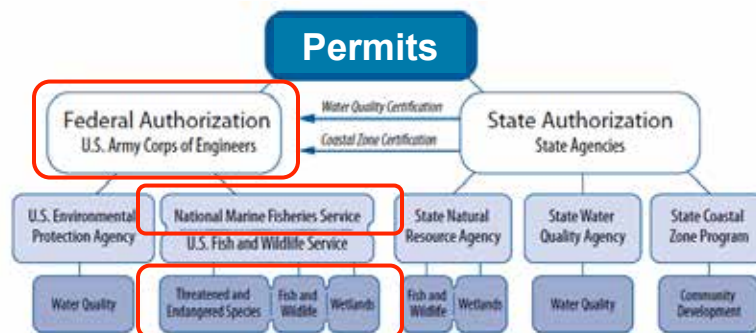 Permits
Federal Authorization
U.S. Army Corps of Engineers
Water Quality Certification
Coastal Zone Certification
State Authorization
State Agencies
U.S. Environmental
Protection Agency
National Marine Fisheries Service
U.S. Fish and Wildlife Service
State Natural
Resource Agency
State Water
Quality Agency
State Coastal
Zone Program
Water Quality
Threatened and
Endangered Species
Fish and
Wildlife
Wetlands
Fish and
Wildlife
Wetlands
Water Quality
Community
Development